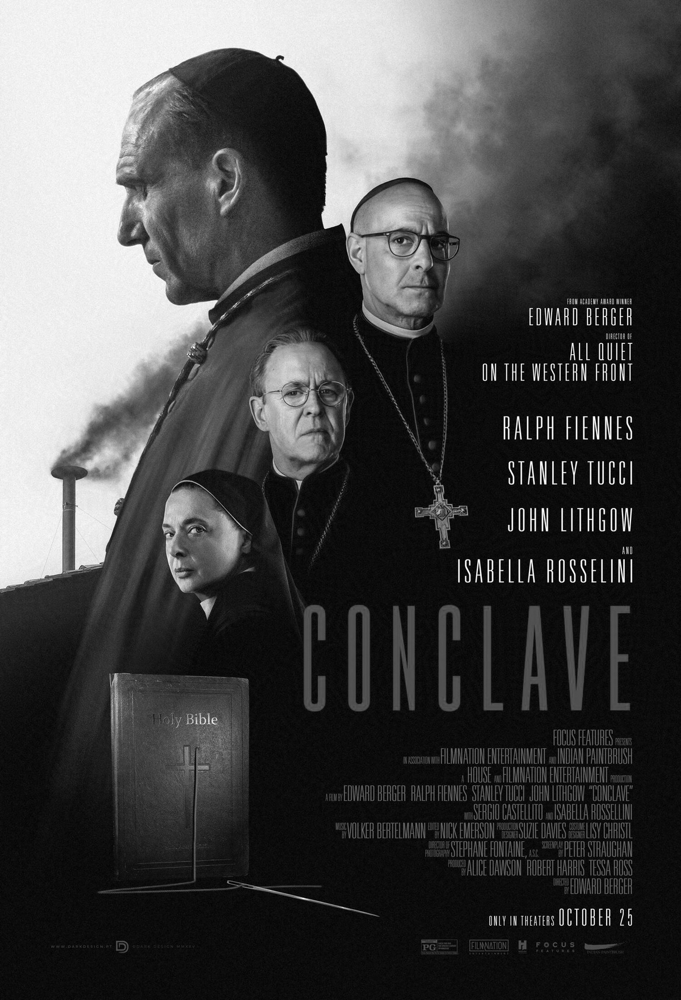 FROM ACADEMY AWARD WINNER
EDWARD BERGER
DIRECTOR OF
ALL QUIET
ON THE WESTERN FRONT
RALPH FIENNES
STANLEY TUCCI
JOHN LITHGOW
AND
ISABELLA ROSSELINI
CONCLAVE
Holy Bible
FOCUS FEATURES PRESENTS
IN ASSOCIATION WITH FILMNATION ENTERTAINMENT AND INDIAN PAINTBRUSH
A HOUSE AND FILMNATION ENTERTAINMENT PRODUCTION
A FILM BY EDWARD BERGER RALPH FIENNES STANLEY TUCCI JOHN LITHGOW "CONCLAVE"
WITH SERGIO CASTELLITO AND ISABELLA ROSSELLINI
MUSIC BY VOLKER BERTELMANN EDITED BY NICK EMERSON PRODUCTION DESIGNER SUZIE DAVIES COSTUME DESIGNER LISY CHRISTL
DIRECTOR OF PHOTOGRAPHY STEPHANE FONTAINE, A.S.C. SCREENPLAY BY PETER STRAUGHAN
PRODUCED BY ALICE DAWSON ROBERT HARRIS TESSA ROSS
DIRECTED BY EDWARD BERGER
ONLY IN THEATERS OCTOBER 25
WWW.DARKDESIGN.PT ©DARK DESIGN MMXXV
PG FILMNATION ENTERTAINMENT H FOCUS FEATURES INDIAN PAINTBRUSH